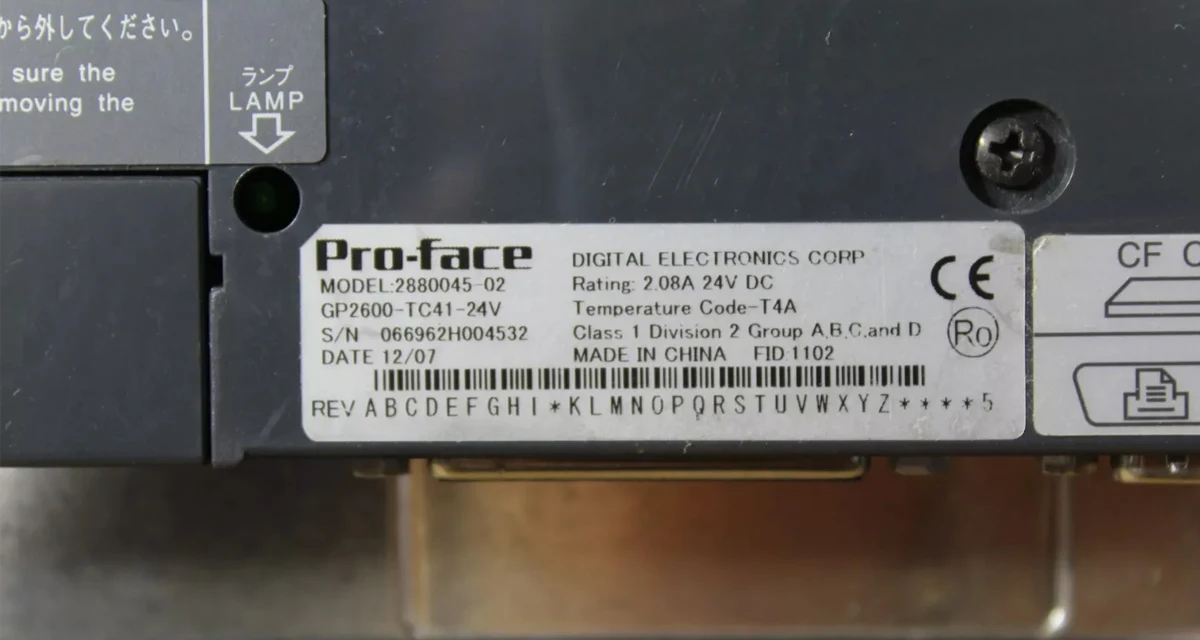 から外してください。
sure the
moving the
ランプ
LAMP
Pro-face
MODEL:2880045-02
GP2600-TC41-24V
S/N 066962H004532
DATE 12/07
DIGITAL ELECTRONICS CORP
Rating: 2.08A 24V DC
Temperature Code-T4A
Class 1 Division 2 Group A,B,C,and D
MADE IN CHINA FID:1102
CE
Ro
REV A B C D E F G H I * K L M N O P Q R S T U V W X Y Z * * * * 5
CF C